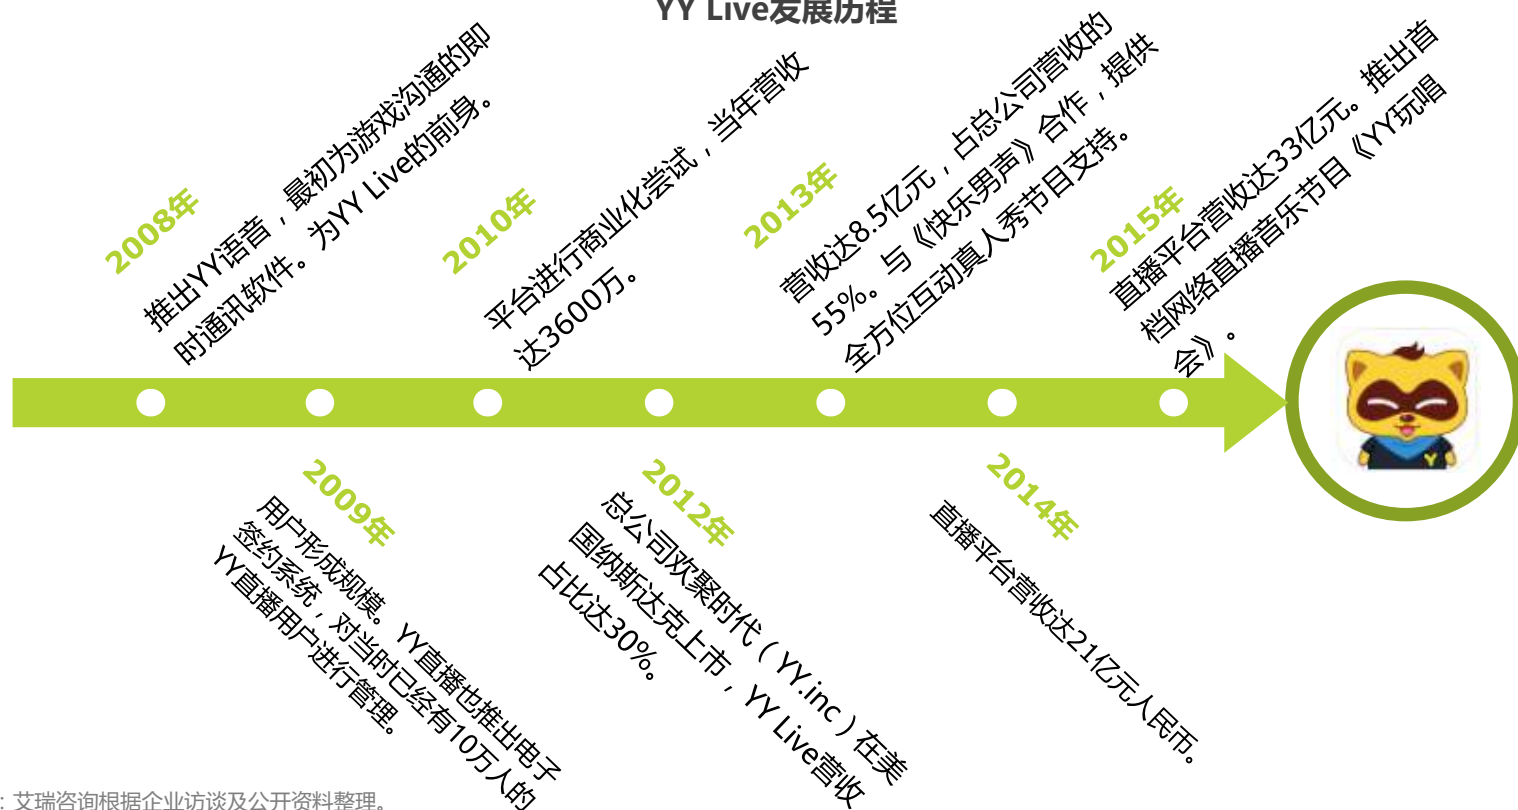 YY Live发展历程
2008年
推出YY语音，最初为游戏沟通的即
时通讯软件。为YY Live的前身。
2009年
用户形成规模。YY直播也推出电子
签约系统，对当时已经有10万人的
YY直播用户进行管理。
2010年
平台进行商业化尝试，当年营收
达3600万。
2012年
总公司欢聚时代（YY.inc）在美
国纳斯达克上市，YY Live营收
占比达30%。
2013年
营收达8.5亿元，占总公司营收的
55%。与《快乐男声》合作，提供
全方位互动真人秀节目支持。
2014年
直播平台营收达21亿元人民币。
2015年
直播平台营收达33亿元。推出首
档网络直播音乐节目《YY玩唱
会》。
Y
：艾瑞咨询根据企业访谈及公开资料整理。